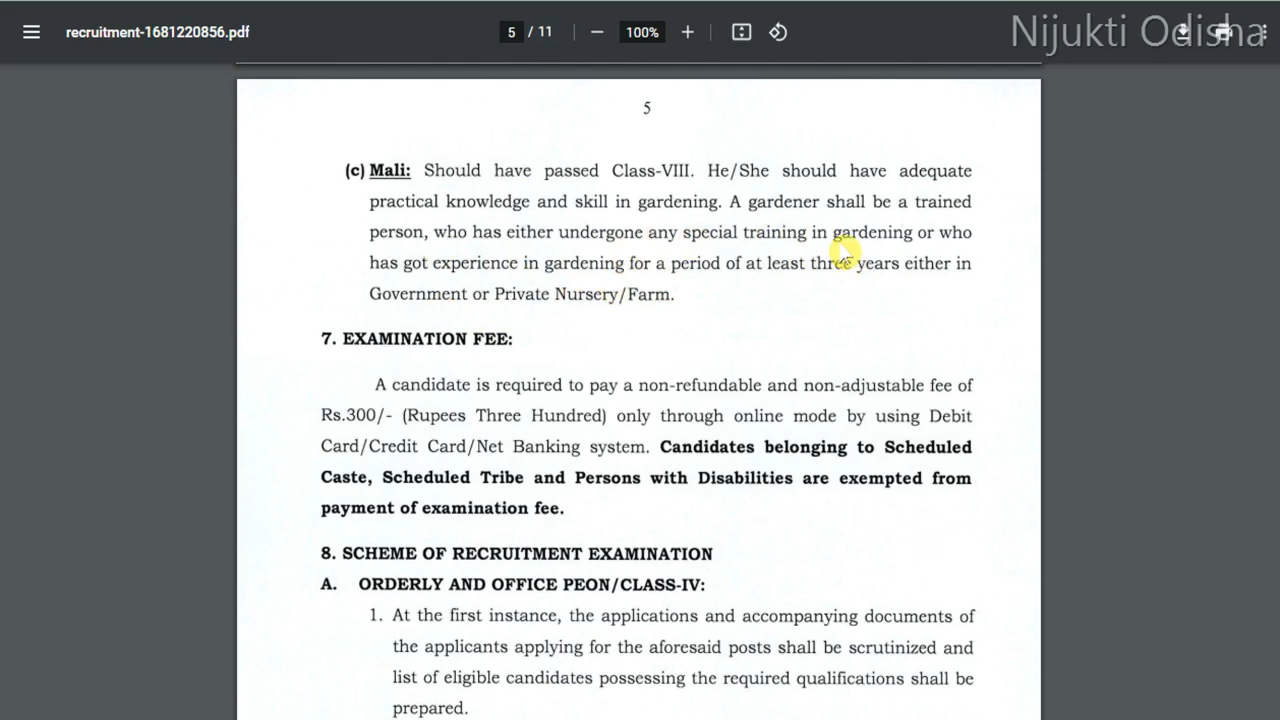 recruitment-1681220856.pdf
5 / 11
100%
Nijukti Odisha
5
(c) Mali: Should have passed Class-VIII. He/She should have adequate
practical knowledge and skill in gardening. A gardener shall be a trained
person, who has either undergone any special training in gardening or who
has got experience in gardening for a period of at least three years either in
Government or Private Nursery/Farm.
7. EXAMINATION FEE:
A candidate is required to pay a non-refundable and non-adjustable fee of
Rs.300/- (Rupees Three Hundred) only through online mode by using Debit
Card/Credit Card/Net Banking system. Candidates belonging to Scheduled
Caste, Scheduled Tribe and Persons with Disabilities are exempted from
payment of examination fee.
8. SCHEME OF RECRUITMENT EXAMINATION
A. ORDERLY AND OFFICE PEON/CLASS-IV:
1. At the first instance, the applications and accompanying documents of
the applicants applying for the aforesaid posts shall be scrutinized and
list of eligible candidates possessing the required qualifications shall be
prepared.